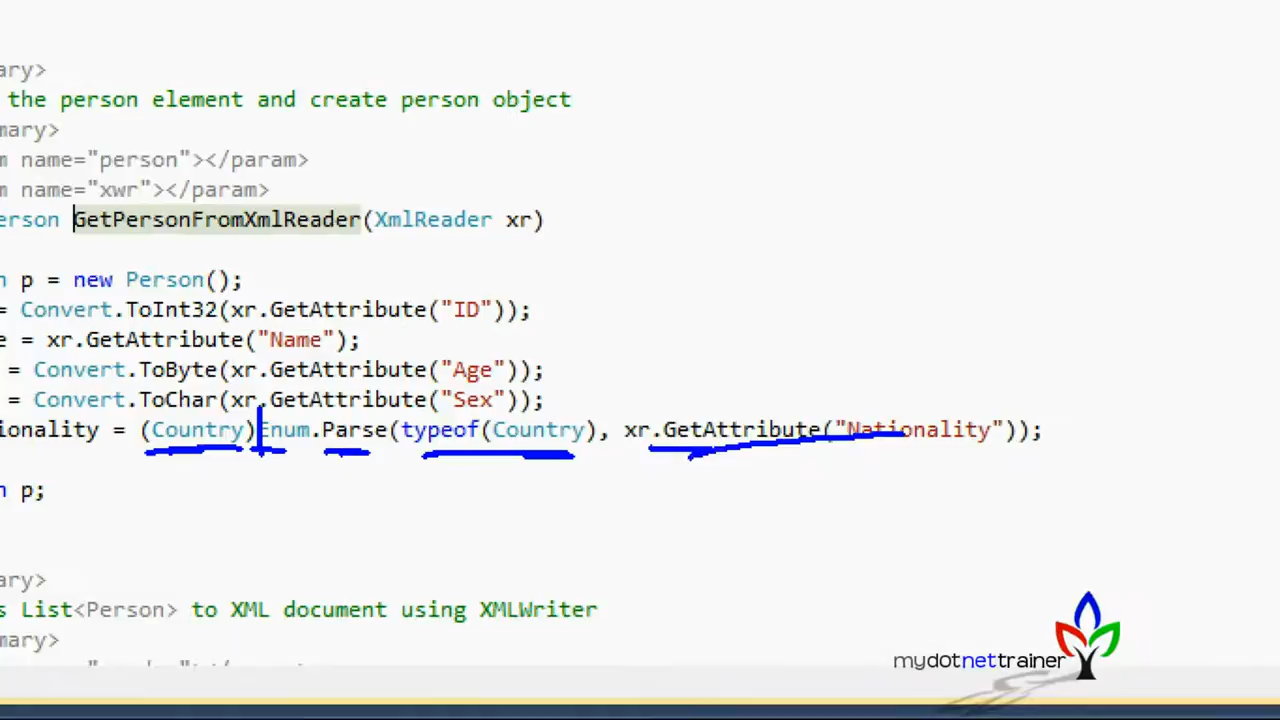 ary>
the person element and create person object
mary>
m name="person"></param>
m name="xwr"></param>
erson GetPersonFromXmlReader(XmlReader xr)
n p = new Person();
= Convert.ToInt32(xr.GetAttribute("ID"));
e = xr.GetAttribute("Name");
= Convert.ToByte(xr.GetAttribute("Age"));
= Convert.ToChar(xr.GetAttribute("Sex"));
ionality = (Country)Enum.Parse(typeof(Country), xr.GetAttribute("Nationality"));
n p;
ary>
s List<Person> to XML document using XMLWriter
mary>
mydotnettrainer